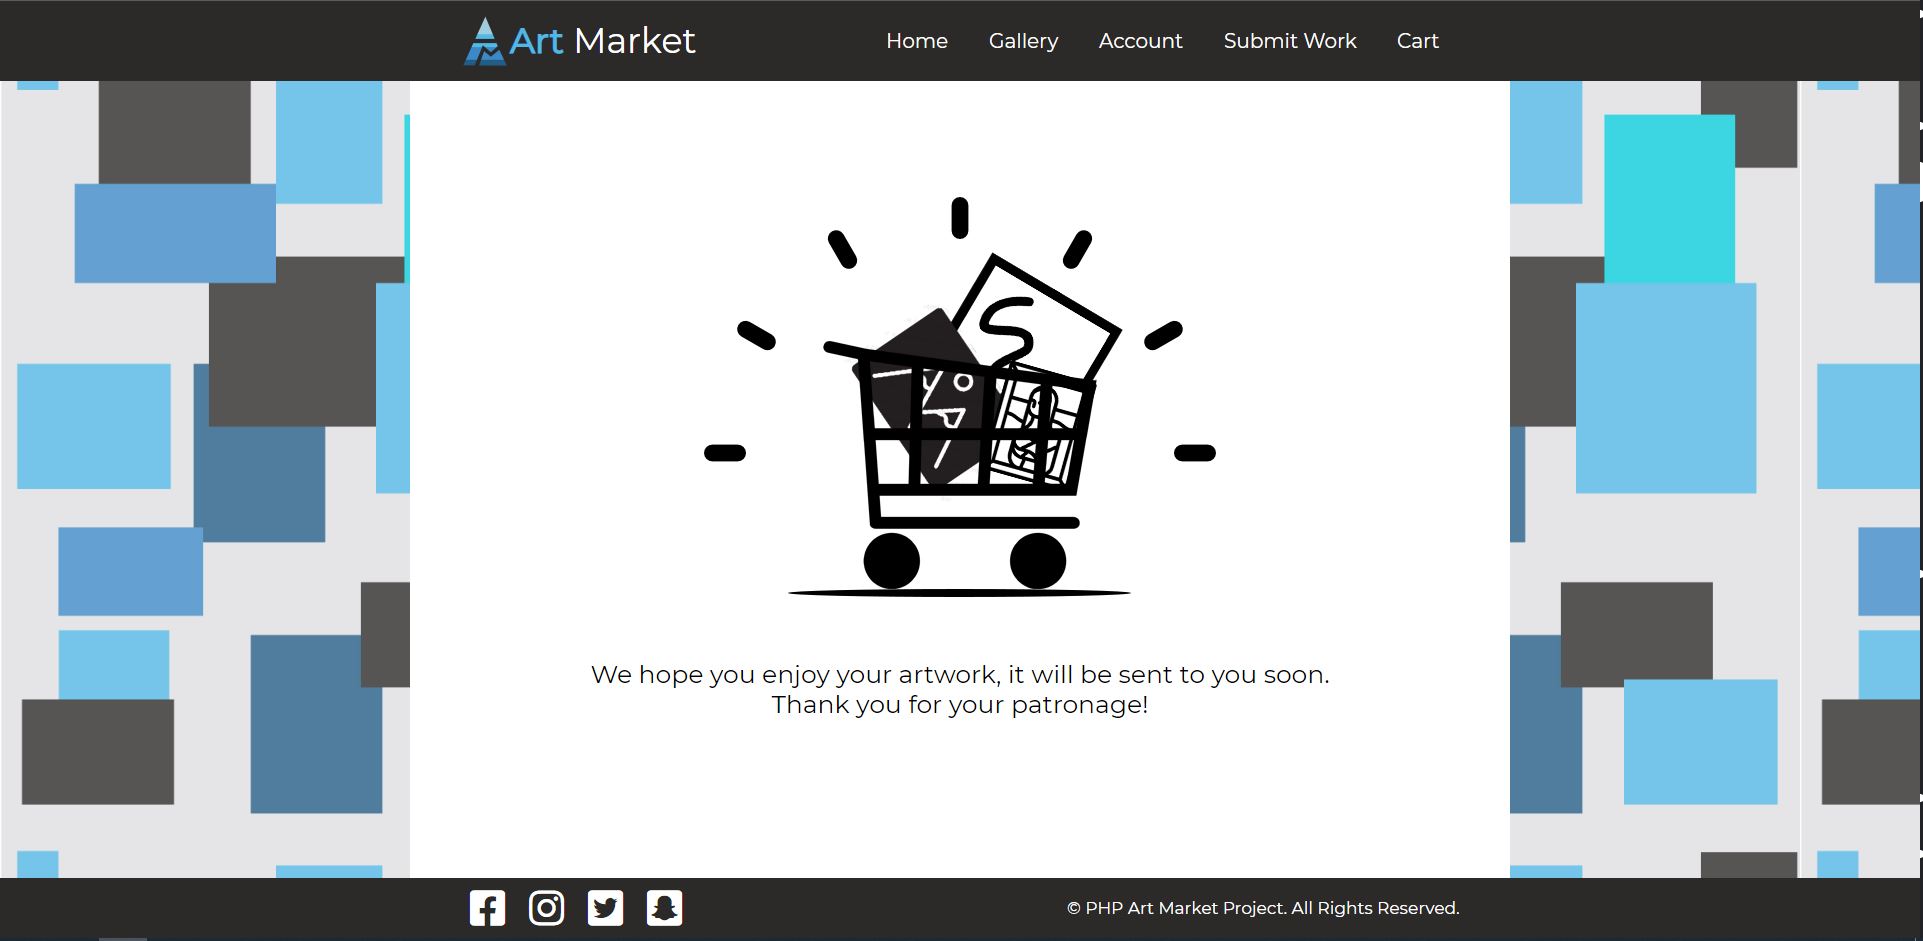 Art Market
Home Gallery Account Submit Work Cart
We hope you enjoy your artwork, it will be sent to you soon.
Thank you for your patronage!
© PHP Art Market Project. All Rights Reserved.